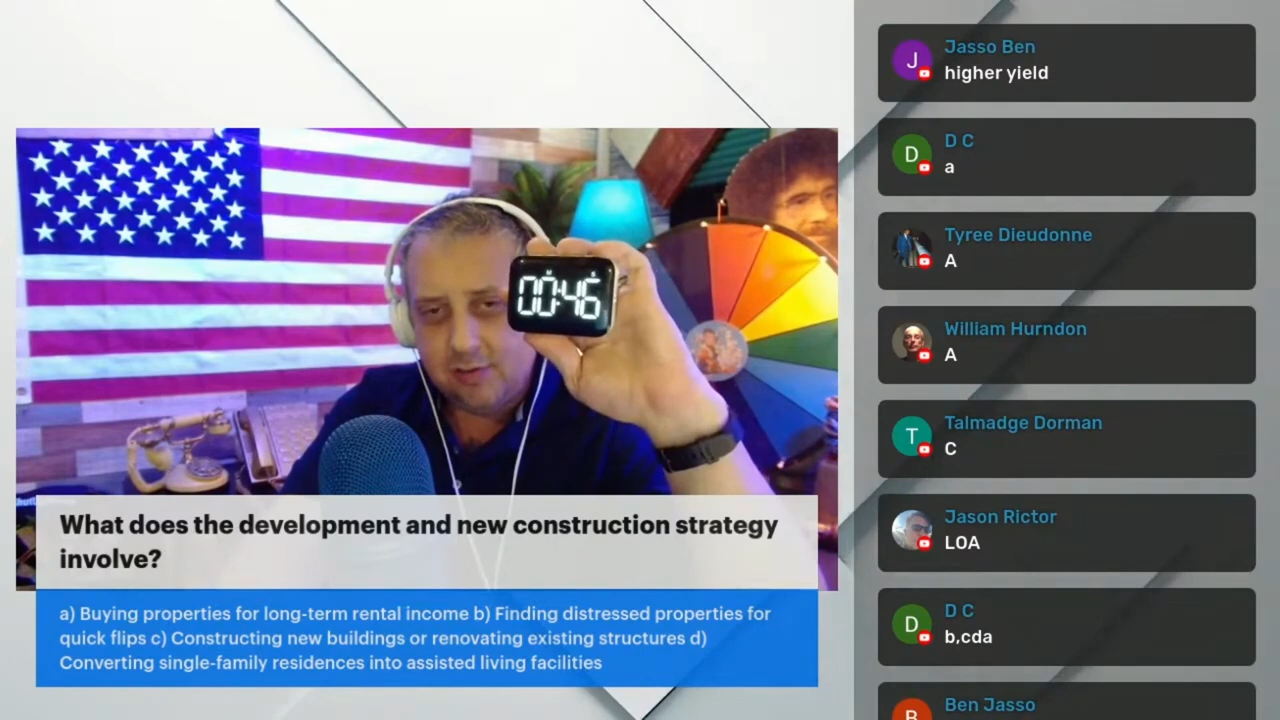 00:46
What does the development and new construction strategy
involve?
a) Buying properties for long-term rental income b) Finding distressed properties for
quick flips c) Constructing new buildings or renovating existing structures d)
Converting single-family residences into assisted living facilities
J
Jasso Ben
higher yield
D
D C
a
Tyree Dieudonne
A
William Hurndon
A
T
Talmadge Dorman
C
Jason Rictor
LOA
D
D C
b,cda
B
Ben Jasso